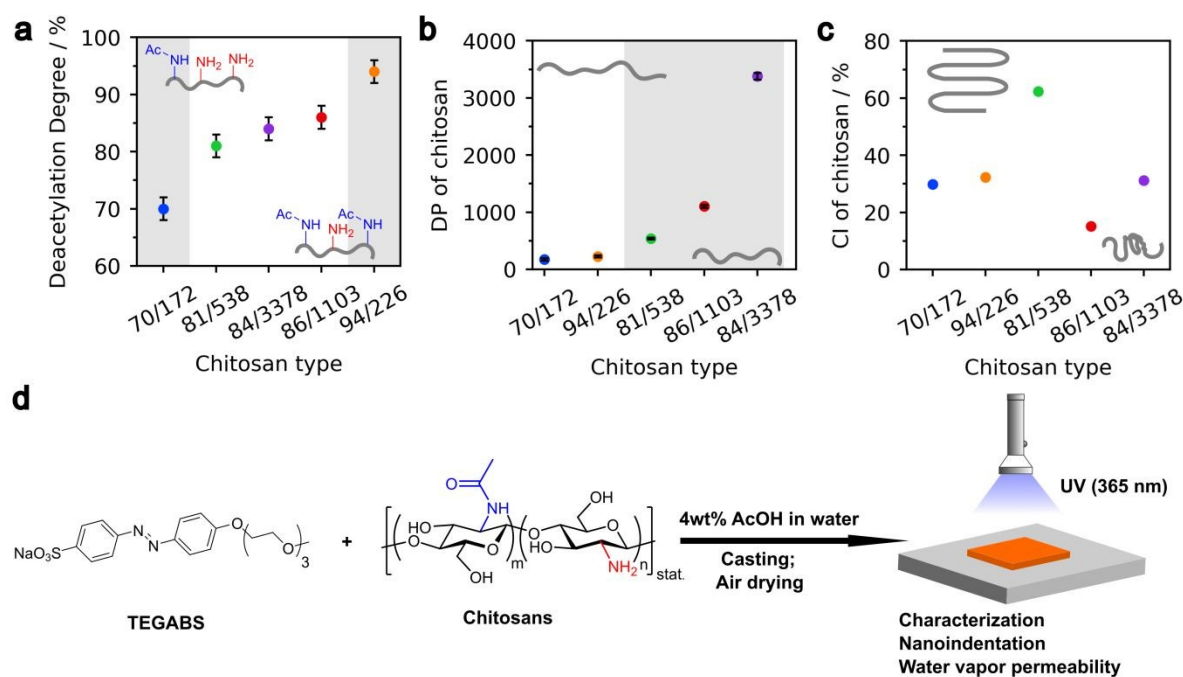 a
Deacetylation Degree / %
100
90
80
70
60
Ac
NH
NH2
NH2
Ac
NH
NH2
Ac
NH
70/172
81/538
84/3378
86/1103
94/226
Chitosan type
b
DP of chitosan
4000
3000
2000
1000
0
70/172
94/226
81/538
86/1103
84/3378
Chitosan type
c
CI of chitosan / %
80
60
40
20
0
70/172
94/226
81/538
86/1103
84/3378
Chitosan type
d
NaO3S
N
N
O
O
3
TEGABS
+
O
NH
HO
O
O
OH
m
O
OH
O
HO
NH2
n
stat.
Chitosans
4wt% AcOH in water
Casting;
Air drying
UV (365 nm)
Characterization
Nanoindentation
Water vapor permeability